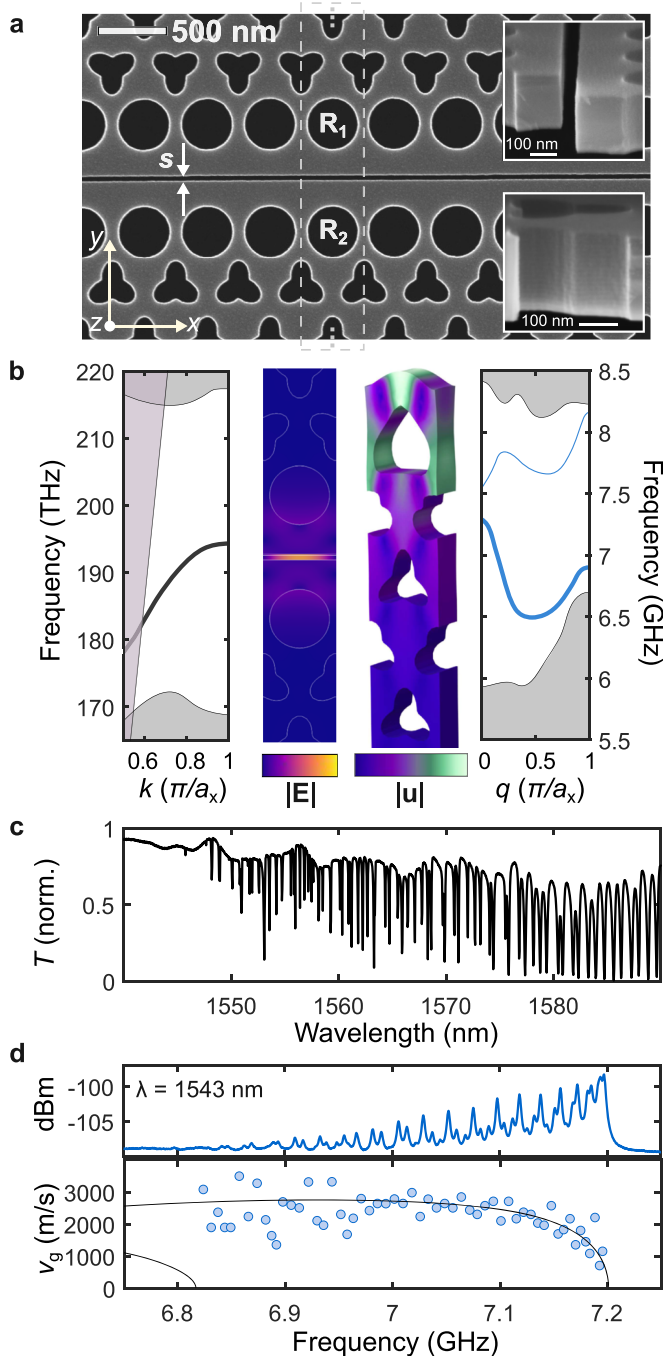 a
500 nm
R1
s
R2
y
z
x
100 nm
100 nm
b
220
210
200
190
180
170
Frequency (THz)
0.6
0.8
1
k (π/ax)
|E|
|u|
8.5
8
7.5
7
6.5
6
5.5
Frequency (GHz)
0
0.5
1
q (π/ax)
c
1
0.5
0
T (norm.)
1550
1560
1570
1580
Wavelength (nm)
d
λ = 1543 nm
-100
-105
dBm
3000
2000
1000
0
vg (m/s)
6.8
6.9
7
7.1
7.2
Frequency (GHz)